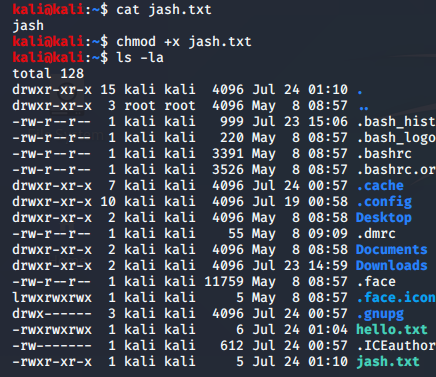 kali@kali:~$ cat jash.txt
jash
kali@kali:~$ chmod +x jash.txt
kali@kali:~$ ls -la
total 128
drwxr-xr-x 15 kali kali  4096 Jul 24 01:10 .
drwxr-xr-x  3 root root  4096 May  8 08:57 ..
-rw-r--r--  1 kali kali   999 Jul 23 15:06 .bash_hist
-rw-r--r--  1 kali kali   220 May  8 08:57 .bash_logo
-rw-r--r--  1 kali kali  3391 May  8 08:57 .bashrc
-rw-r--r--  1 kali kali  3526 May  8 08:57 .bashrc.or
drwxr-xr-x  7 kali kali  4096 Jul 24 00:57 .cache
drwxr-xr-x 10 kali kali  4096 Jul 19 00:58 .config
drwxr-xr-x  2 kali kali  4096 May  8 08:58 Desktop
-rw-r--r--  1 kali kali    55 May  8 09:09 .dmrc
drwxr-xr-x  2 kali kali  4096 May  8 08:58 Documents
drwxr-xr-x  2 kali kali  4096 Jul 23 14:59 Downloads
-rw-r--r--  1 kali kali 11759 May  8 08:57 .face
lrwxrwxrwx  1 kali kali     5 May  8 08:57 .face.icon
drwx------  3 kali kali  4096 Jul 24 00:57 .gnupg
-rwxrwxrwx  1 kali kali     6 Jul 24 01:04 hello.txt
-rw-------  1 kali kali   612 Jul 24 00:57 .ICEauthor
-rwxr-xr-x  1 kali kali     5 Jul 24 01:10 jash.txt